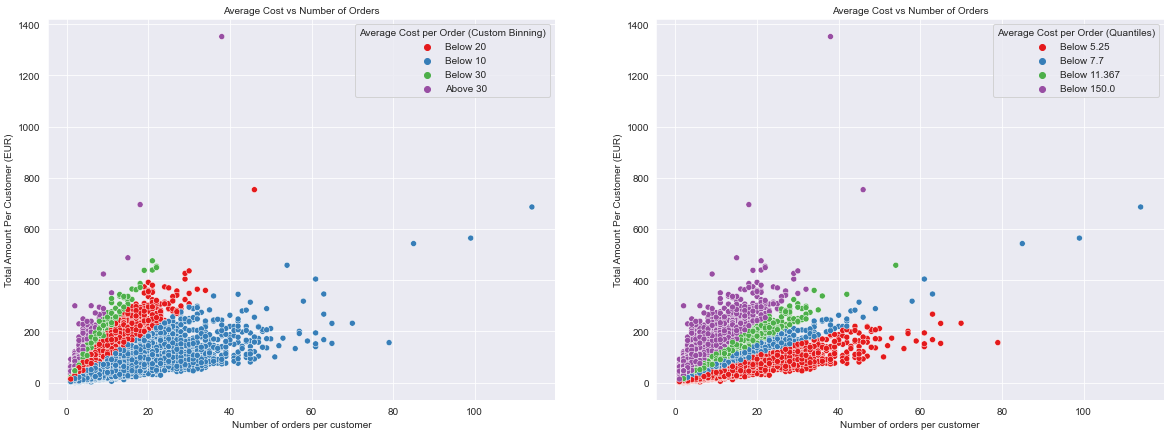 Average Cost vs Number of Orders
1400
1200
1000
800
600
400
200
0
Total Amount Per Customer (EUR)
Average Cost per Order (Custom Binning)
Below 20
Below 10
Below 30
Above 30
0 20 40 60 80 100
Number of orders per customer
Average Cost vs Number of Orders
1400
1200
1000
800
600
400
200
0
Total Amount Per Customer (EUR)
Average Cost per Order (Quantiles)
Below 5.25
Below 7.7
Below 11.367
Below 150.0
0 20 40 60 80 100
Number of orders per customer